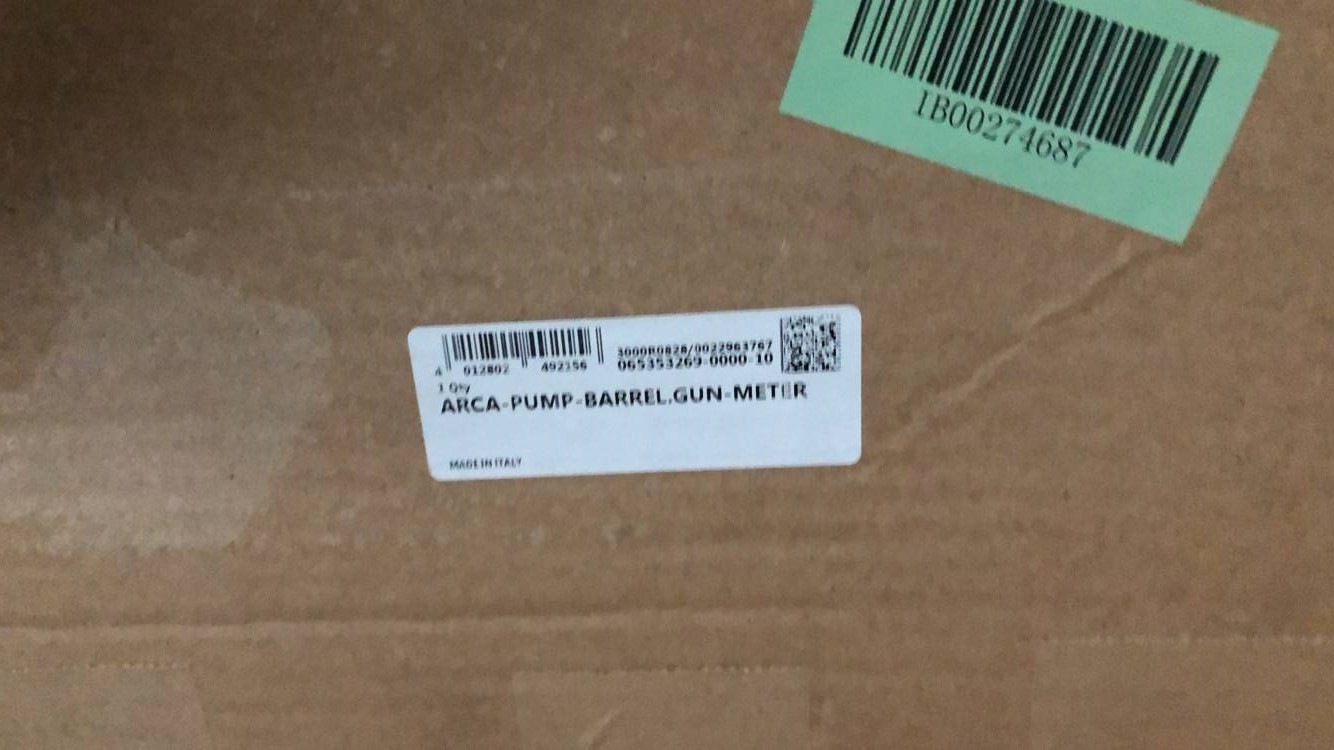 1B00274687
3000R0828/0022963767
065353269-0000-10
4 012802 492156
1 Qty
ARCA-PUMP-BARREL.GUN-METER
MADE IN ITALY